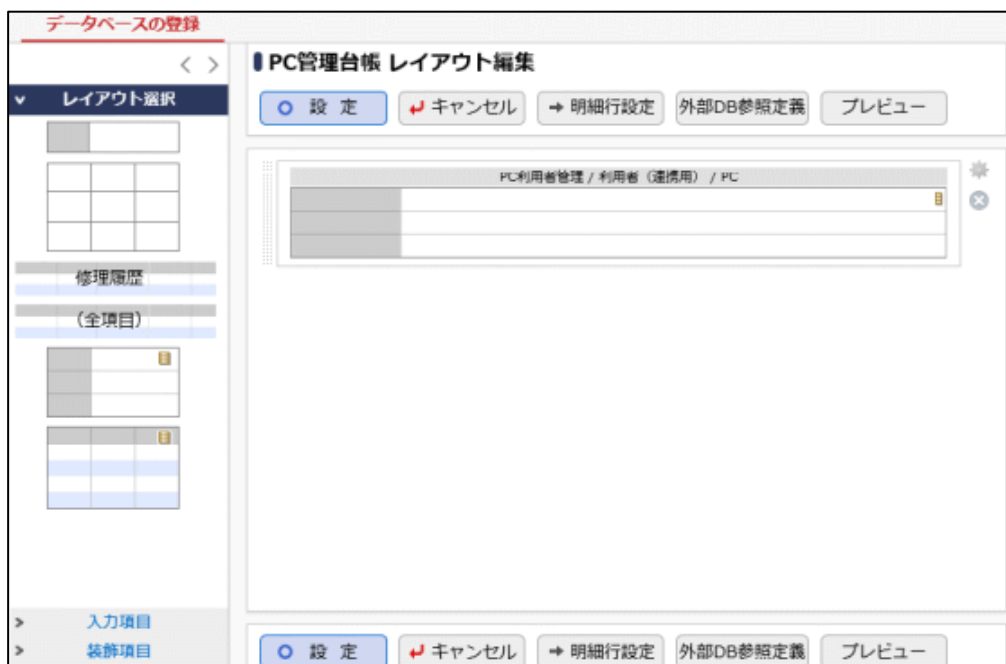 データベースの登録
< >
PC管理台帳 レイアウト編集
レイアウト選択
設 定
キャンセル
明細行設定
外部DB参照定義
プレビュー
PC利用者管理 / 利用者（連携用） / PC
修理履歴
（全項目）
入力項目
装飾項目
設 定
キャンセル
明細行設定
外部DB参照定義
プレビュー